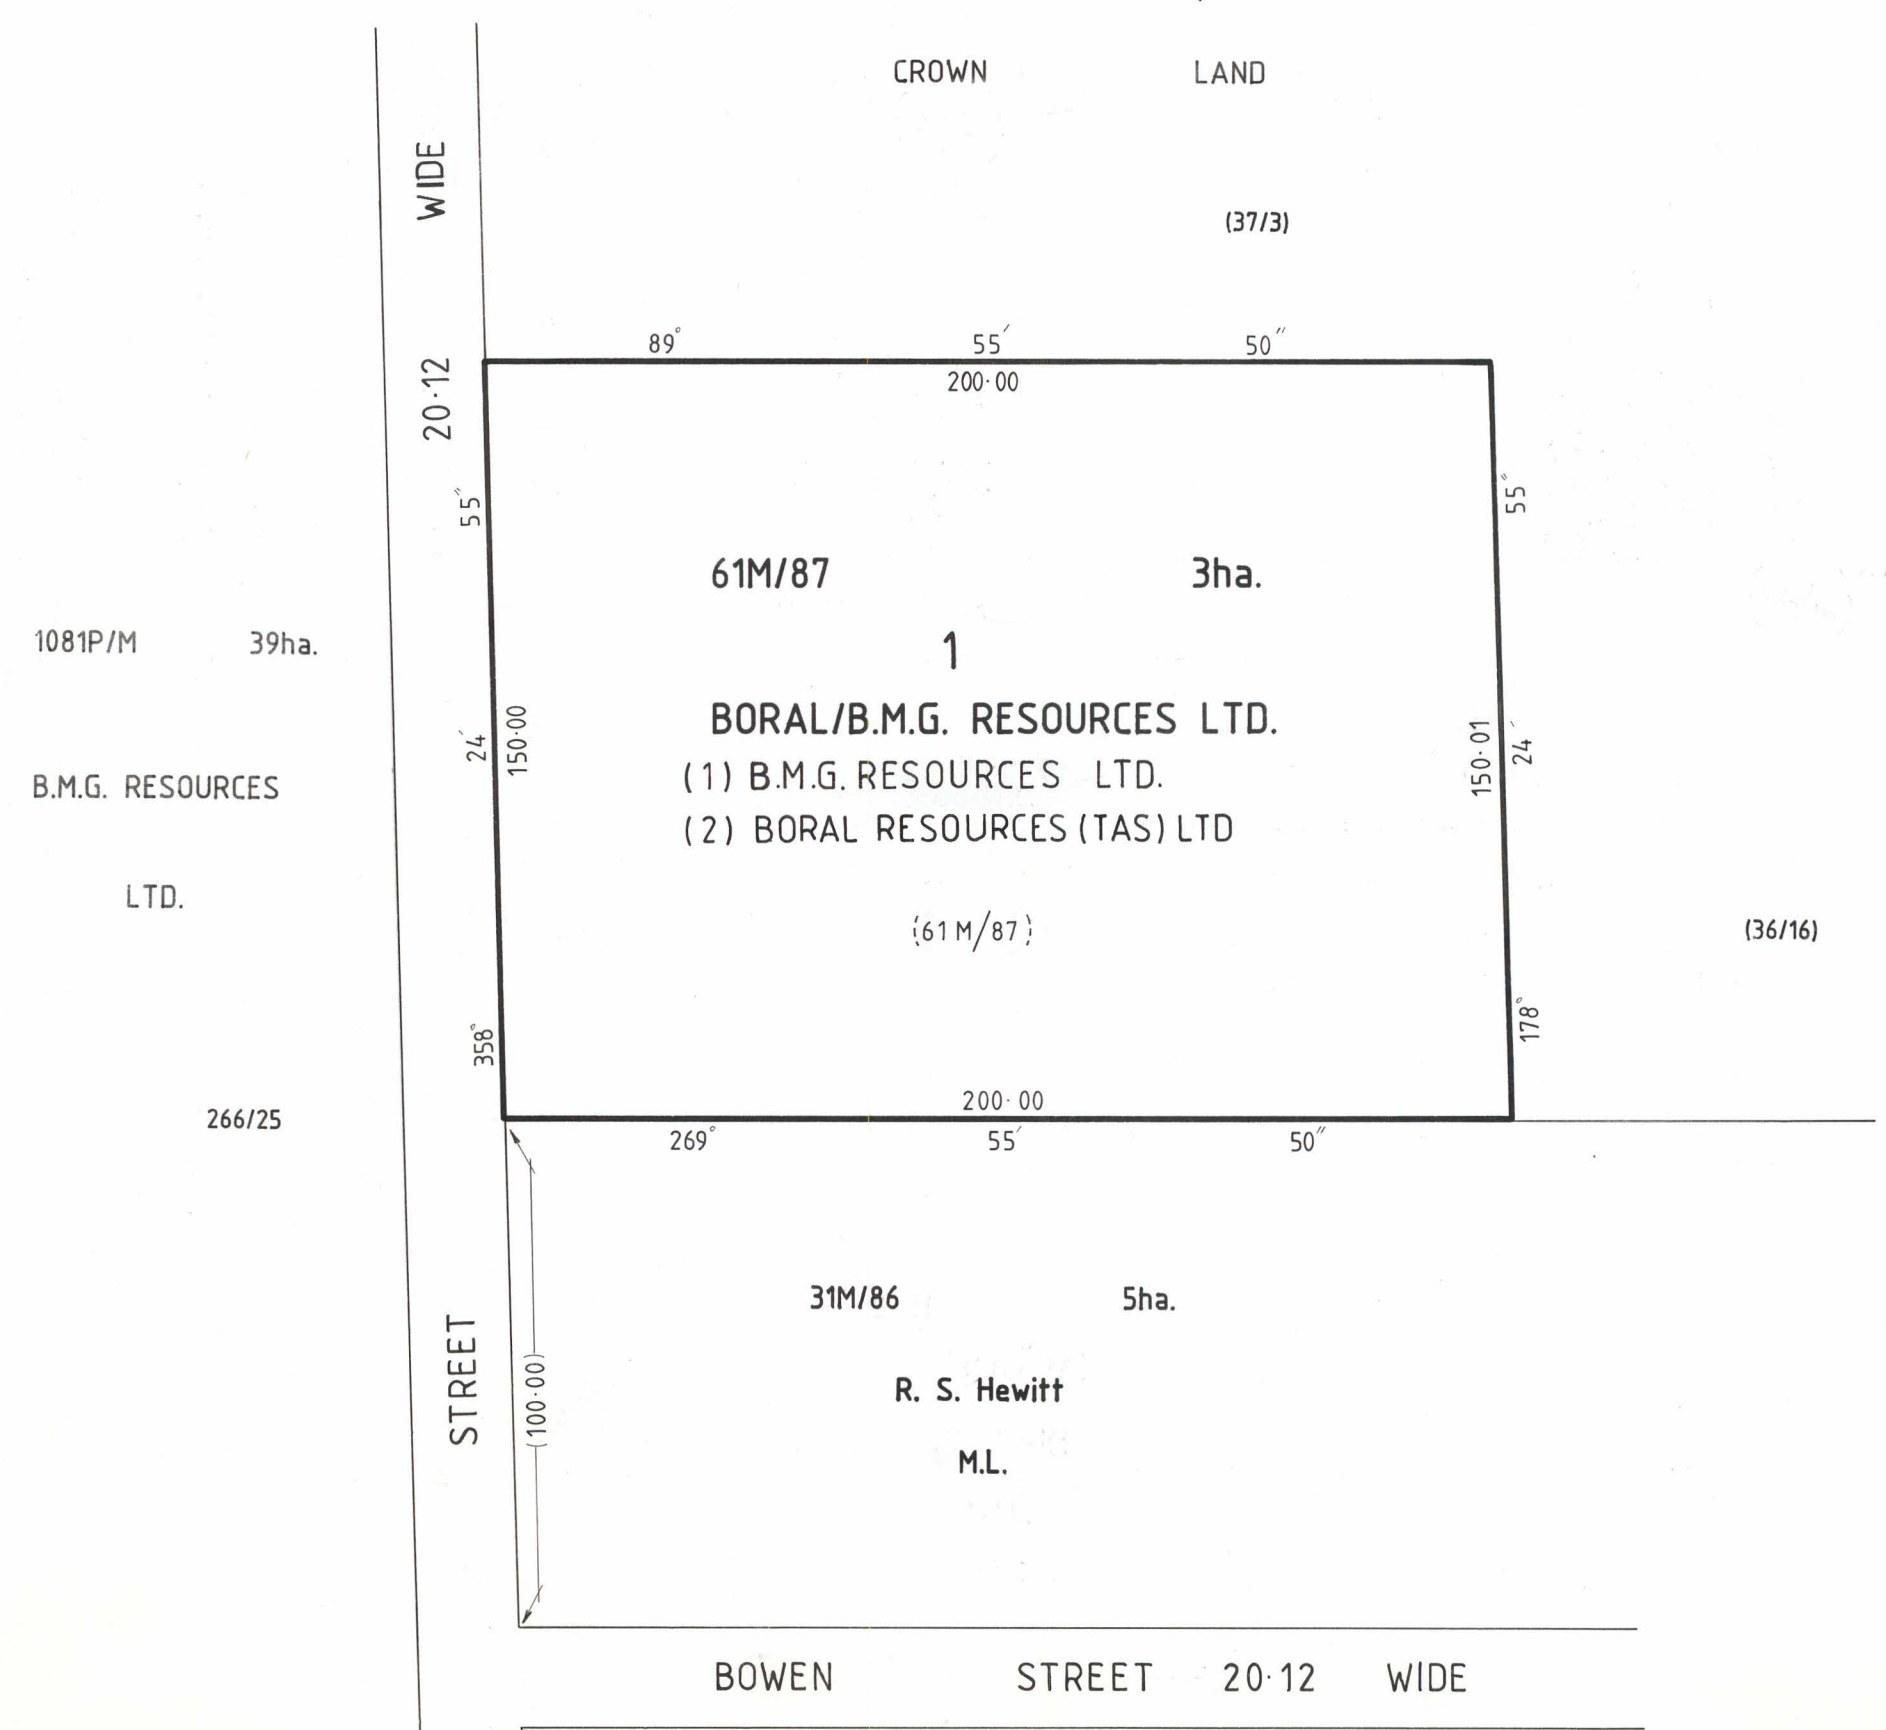 CROWN LAND
WIDE
(37/3)
89° 55′ 50″
200·00
20·12
55″
55″
61M/87 3ha.
1
1081P/M 39ha.
BORAL/B.M.G. RESOURCES LTD.
24′
150·00
150·01
24′
(1) B.M.G. RESOURCES LTD.
B.M.G. RESOURCES
(2) BORAL RESOURCES (TAS) LTD
LTD.
(61M/87)
(36/16)
358°
178°
200·00
266/25
269° 55′ 50″
31M/86 5ha.
STREET
(100·00)
R. S. Hewitt
M.L.
BOWEN STREET 20·12 WIDE